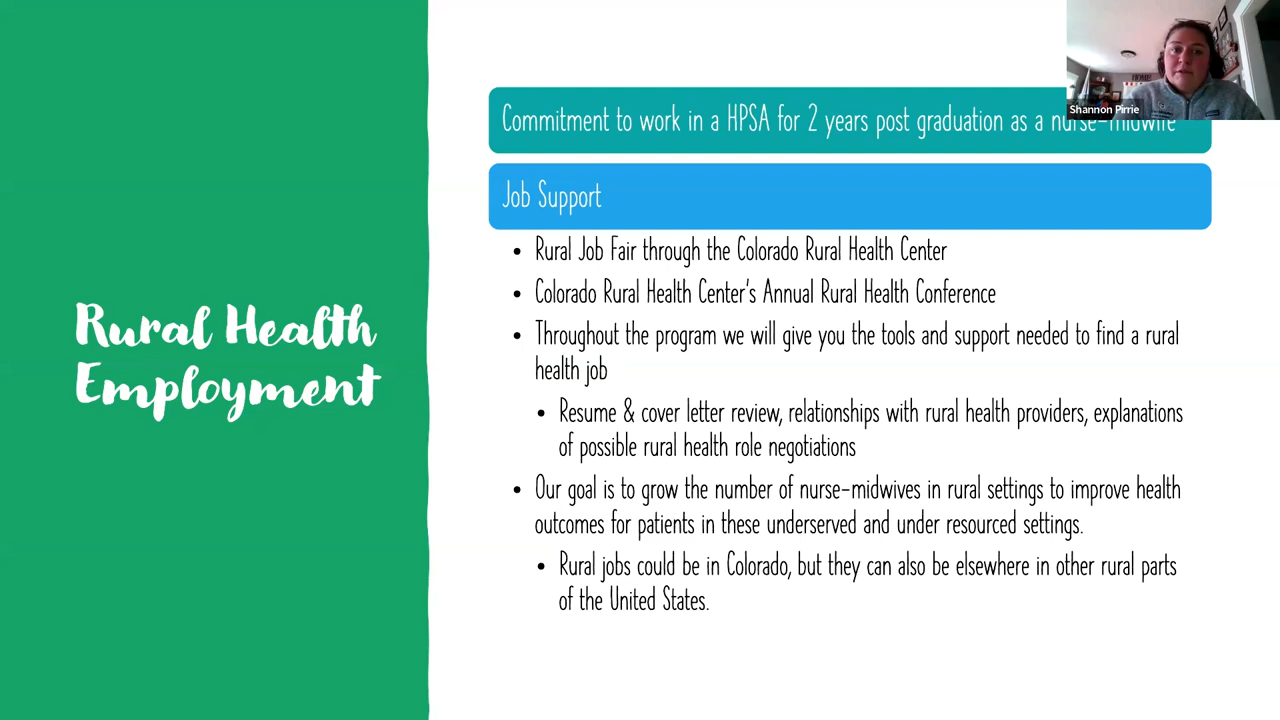 Rural Health
Employment
Commitment to work in a HPSA for 2 years post graduation as a nurse-midwife
Job Support
• Rural Job Fair through the Colorado Rural Health Center
• Colorado Rural Health Center's Annual Rural Health Conference
• Throughout the program we will give you the tools and support needed to find a rural
health job
• Resume & cover letter review, relationships with rural health providers, explanations
of possible rural health role negotiations
• Our goal is to grow the number of nurse-midwives in rural settings to improve health
outcomes for patients in these underserved and under resourced settings.
• Rural jobs could be in Colorado, but they can also be elsewhere in other rural parts
of the United States.
Shannon Pirrie